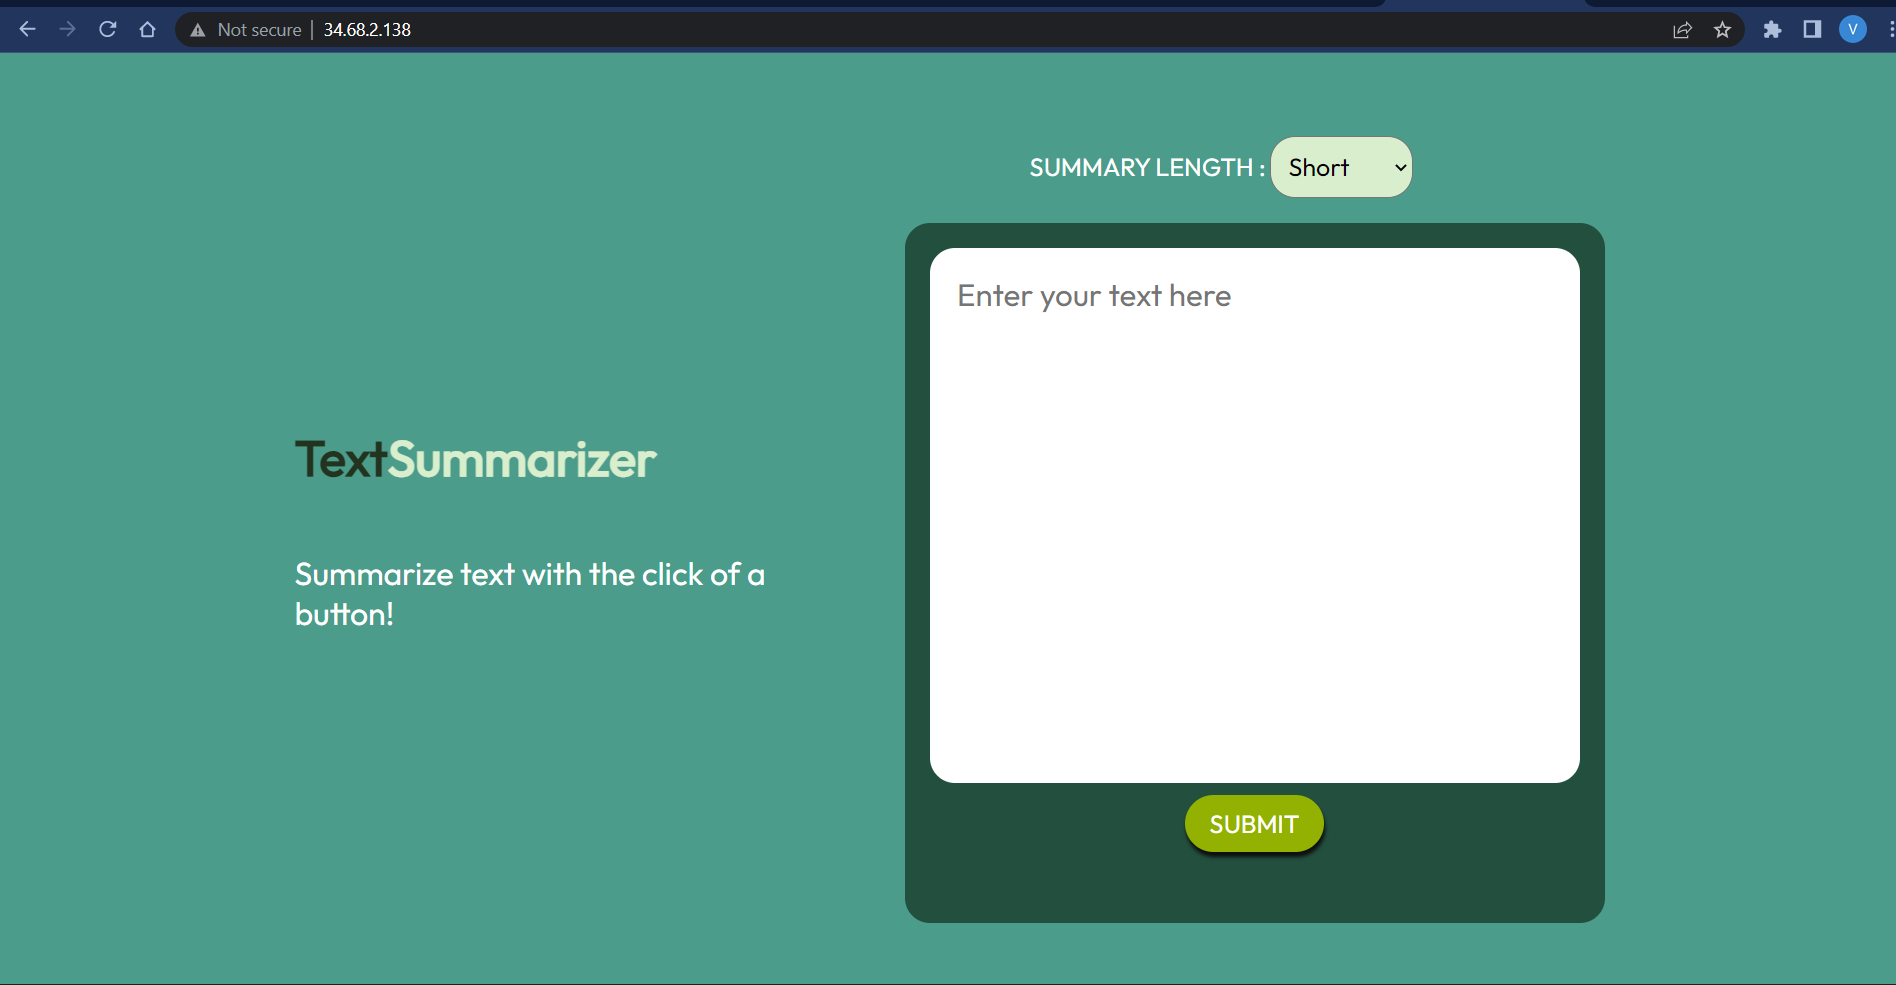 Not secure | 34.68.2.138
V
SUMMARY LENGTH : Short
Enter your text here
TextSummarizer
Summarize text with the click of a
button!
SUBMIT